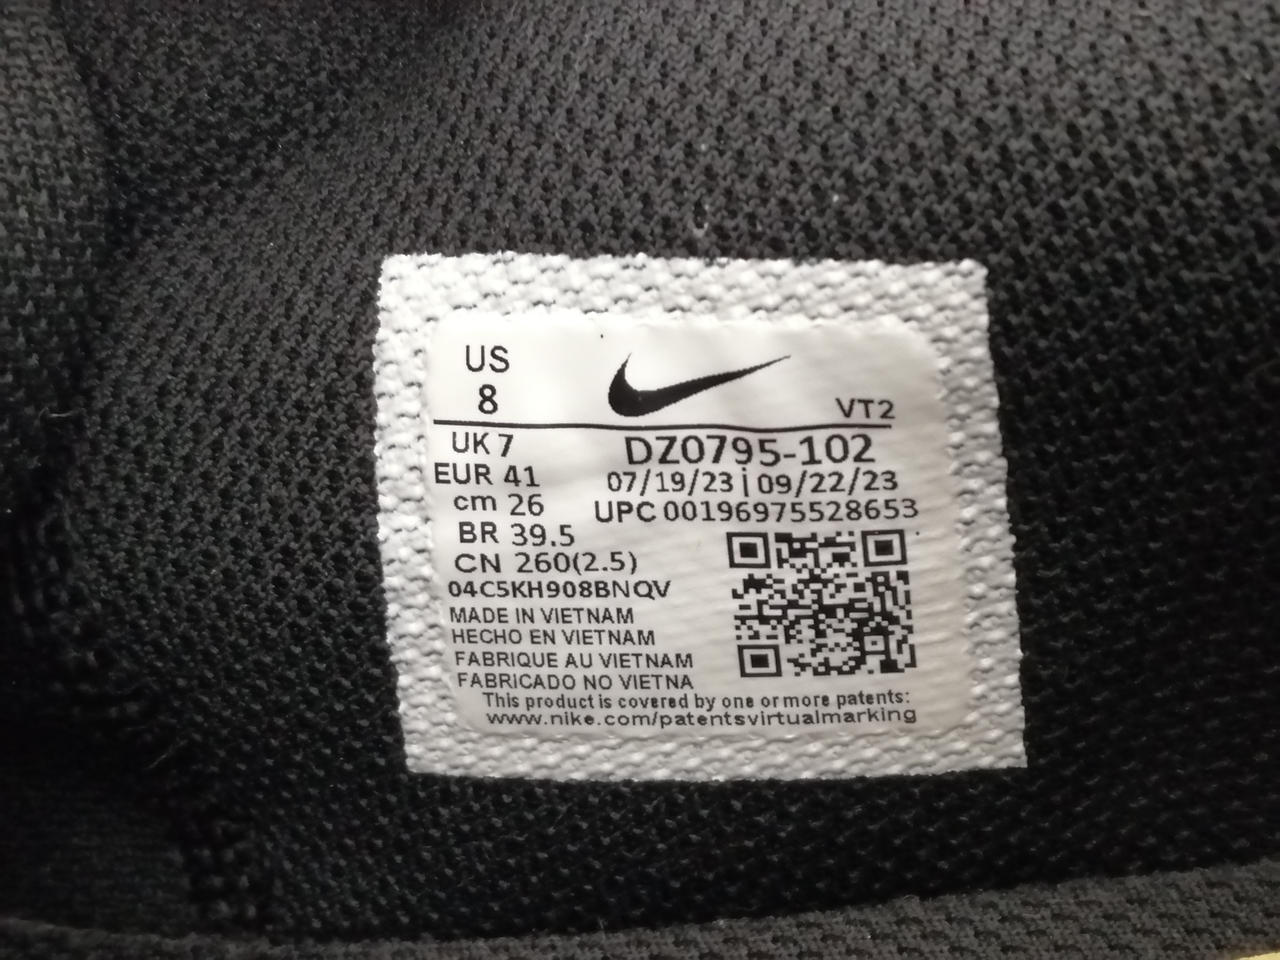 US
8
VT2
UK 7
DZ0795-102
EUR 41
07/19/23 | 09/22/23
cm 26
UPC 00196975528653
BR 39.5
CN 260(2.5)
04C5KH908BNQV
MADE IN VIETNAM
HECHO EN VIETNAM
FABRIQUE AU VIETNAM
FABRICADO NO VIETNA
This product is covered by one or more patents:
www.nike.com/patentsvirtualmarking